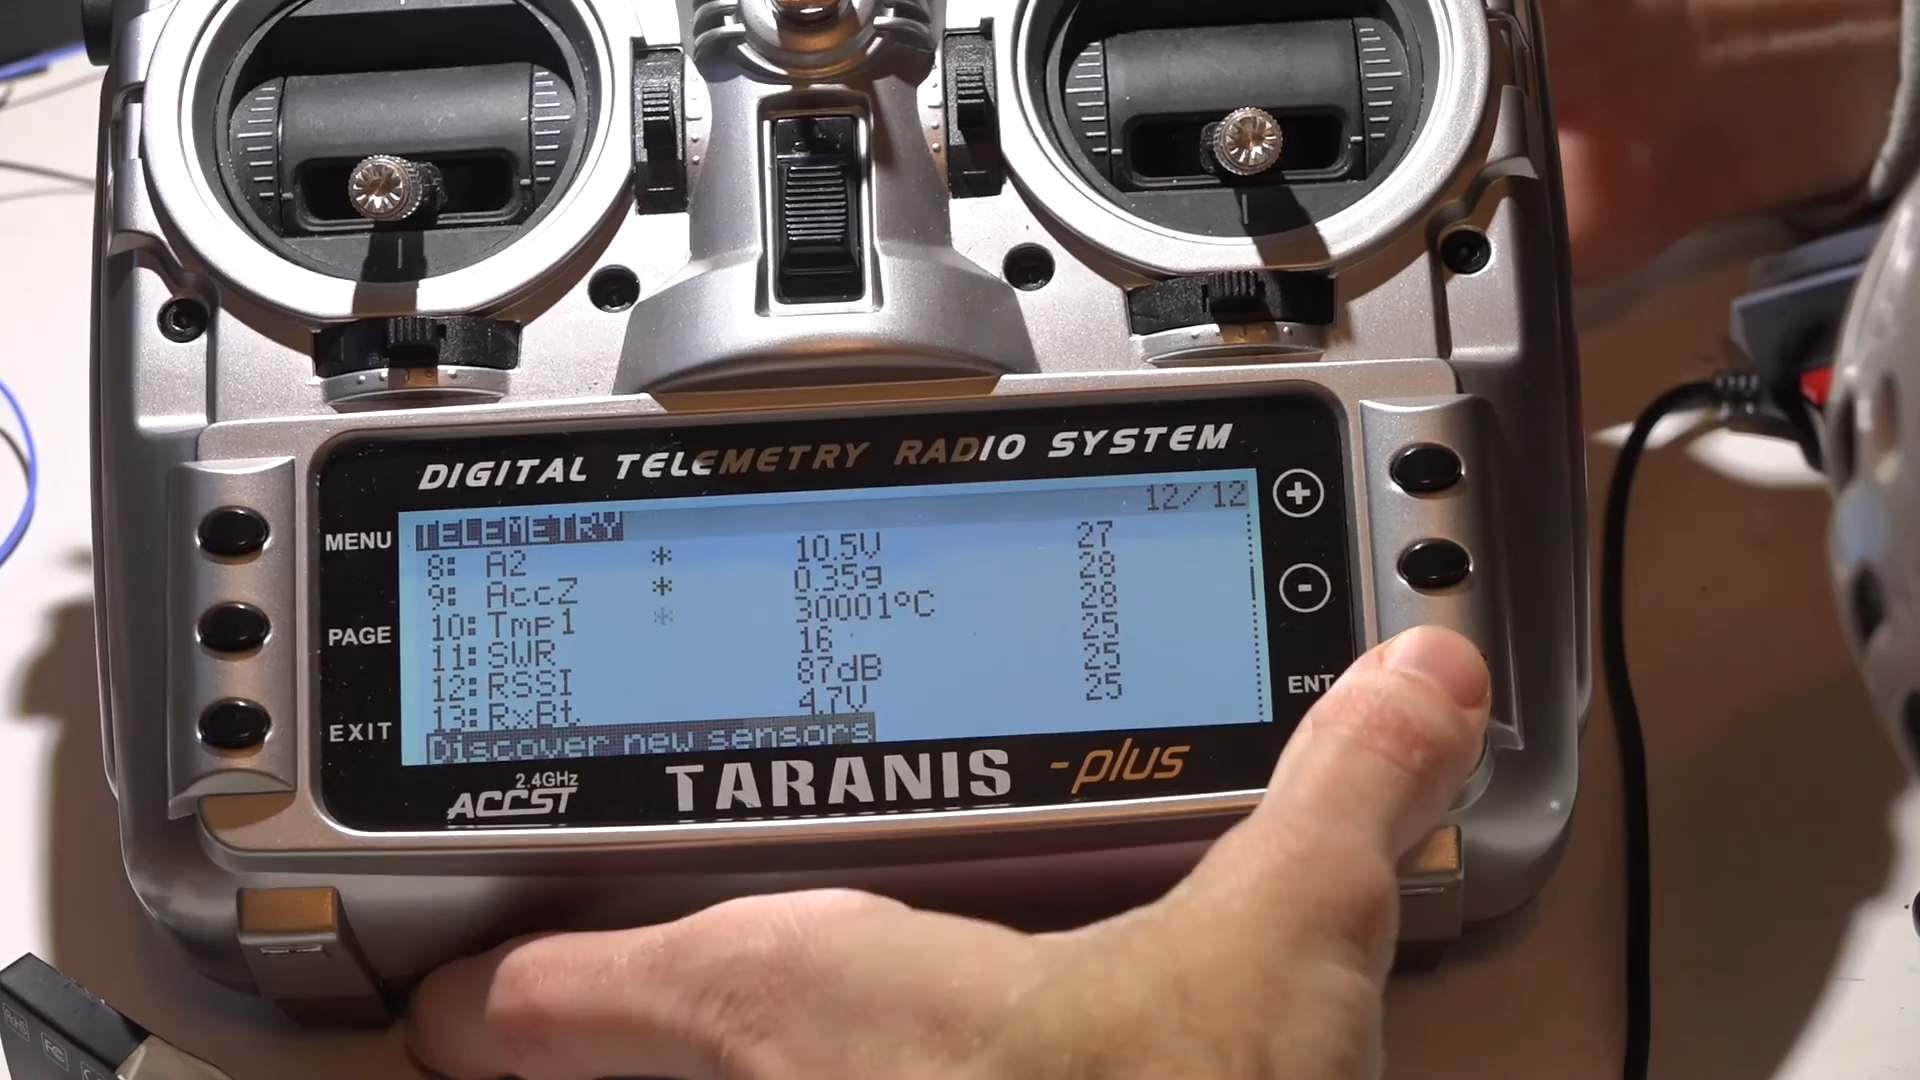 DIGITAL TELEMETRY RADIO SYSTEM
TELEMETRY 12/12
8: A2 * 10.5V 27
9: AccZ * 0.35g 28
10: Tmp1 * 30001ºC 28
11: SWR 16 25
12: RSSI 87dB 25
13: RxBt 4.7V 25
Discover new sensors
MENU
PAGE
EXIT
+
-
ENT
2.4GHz
ACCST
TARANIS -plus
FC